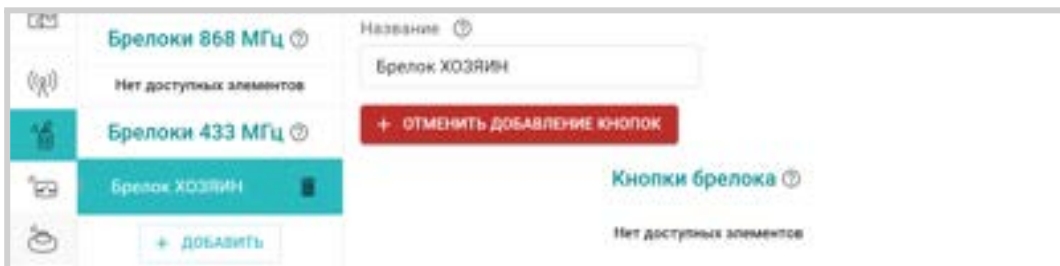 Брелоки 868 МГц
Нет доступных элементов
Брелоки 433 МГц
Брелок ХОЗЯИН
+ ДОБАВИТЬ
Название
Брелок ХОЗЯИН
+ ОТМЕНИТЬ ДОБАВЛЕНИЕ КНОПОК
Кнопки брелока
Нет доступных элементов